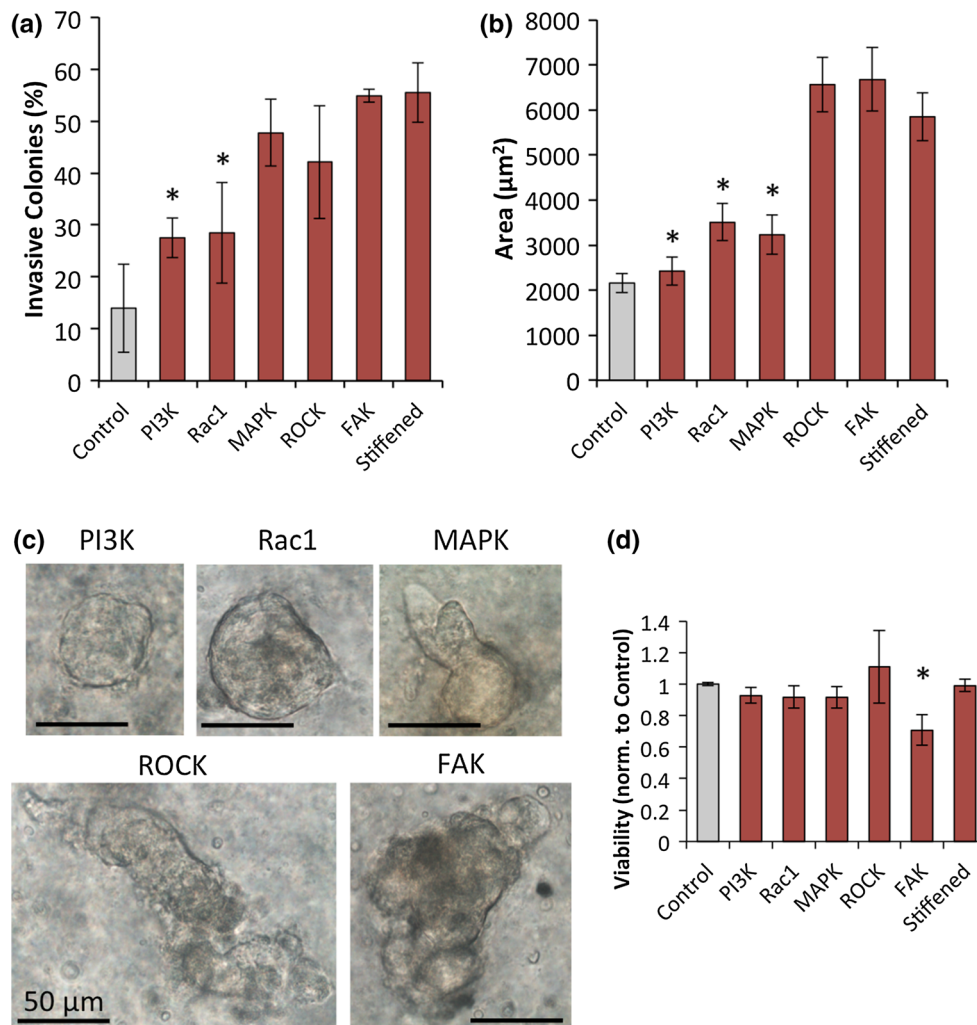 (a)
Invasive Colonies (%)
70
60
50
40
30
20
10
0
*
*
Control
PI3K
Rac1
MAPK
ROCK
FAK
Stiffened
(b)
Area (μm²)
8000
7000
6000
5000
4000
3000
2000
1000
0
*
*
*
Control
PI3K
Rac1
MAPK
ROCK
FAK
Stiffened
(c)
PI3K
Rac1
MAPK
ROCK
FAK
50 μm
(d)
Viability (norm. to Control)
1.4
1.2
1
0.8
0.6
0.4
0.2
0
*
Control
PI3K
Rac1
MAPK
ROCK
FAK
Stiffened